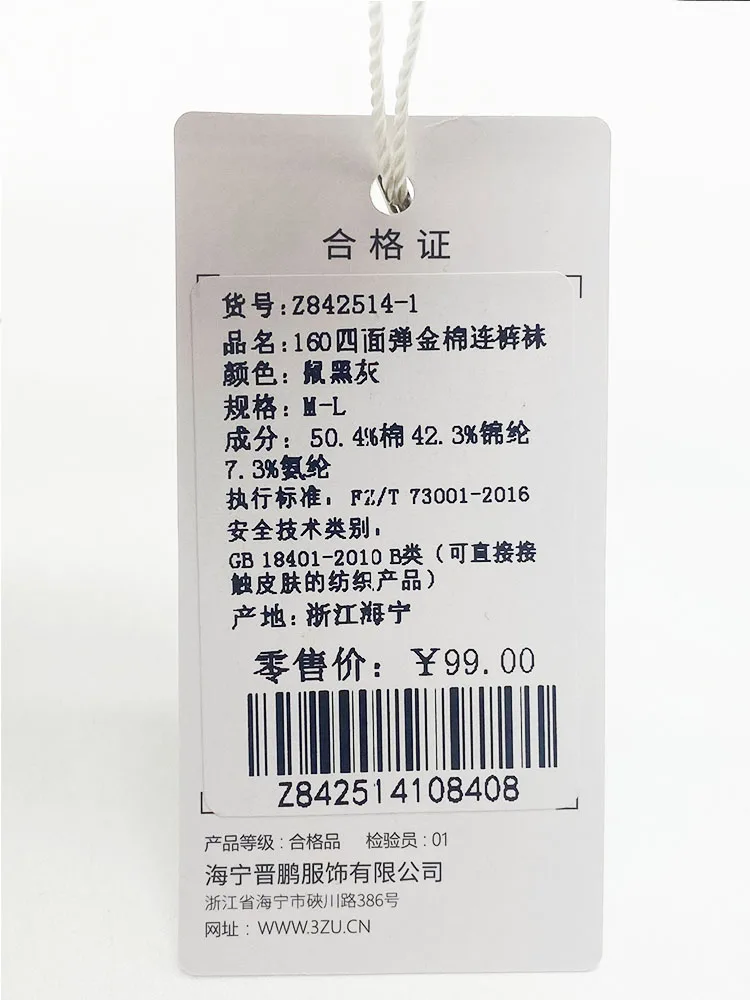 合格证
货号:Z842514-1
品名:160四面弹金棉连裤袜
颜色: 鼠黑灰
规格: M-L
成分: 50.4%棉 42.3%锦纶
7.3%氨纶
执行标准: FZ/T 73001-2016
安全技术类别:
GB 18401-2010 B类（可直接接
触皮肤的纺织产品）
产地: 浙江海宁
零售价: ￥99.00
Z842514108408
产品等级 : 合格品 检验员 : 01
海宁晋鹏服饰有限公司
浙江省海宁市硤川路386号
网址 : WWW.3ZU.CN